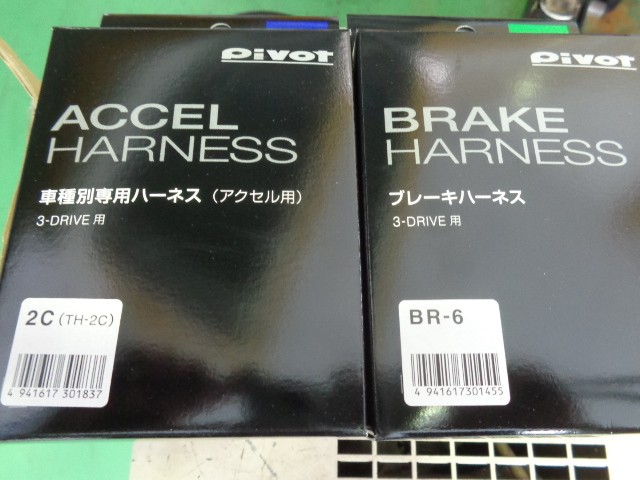 pivot
ACCEL
HARNESS
車種別専用ハーネス（アクセル用）
3-DRIVE 用
2C (TH-2C)
4 941617 301837
pivot
BRAKE
HARNESS
ブレーキハーネス
3-DRIVE 用
BR-6
4 941617 301455